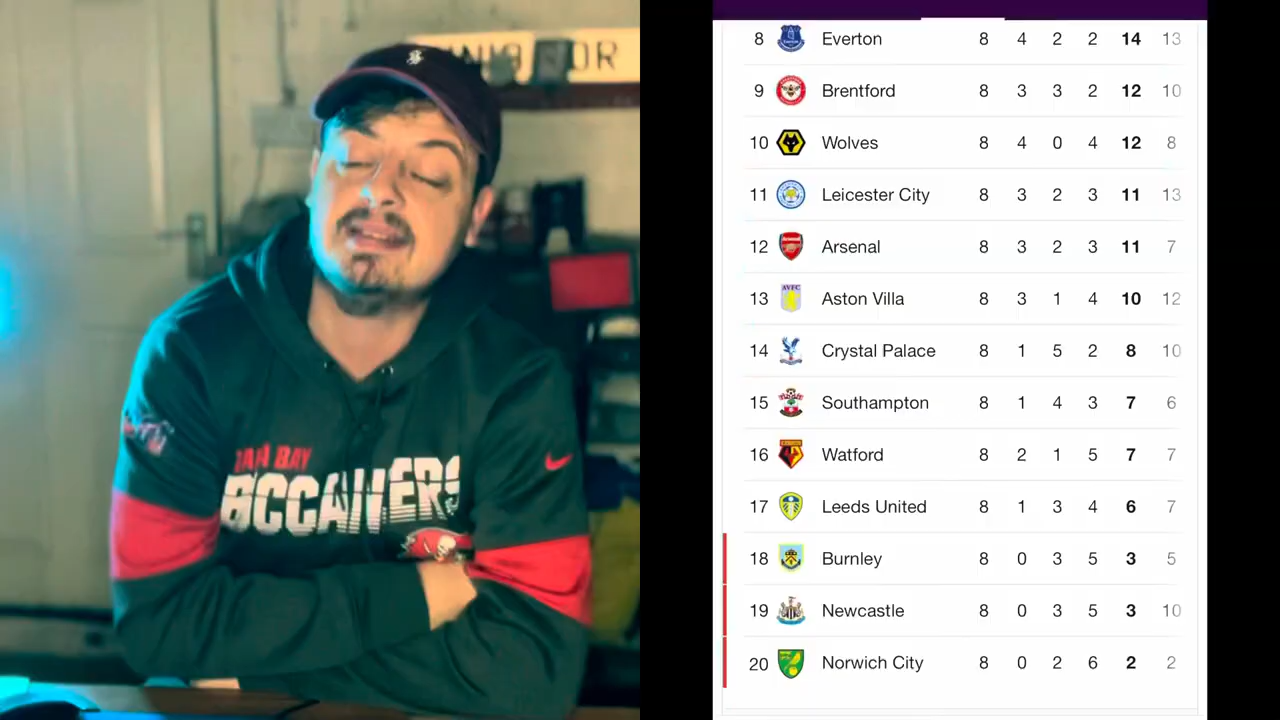 TAMPA BAY
BUCCANEERS
8 Everton 8 4 2 2 14 13
9 Brentford 8 3 3 2 12 10
10 Wolves 8 4 0 4 12 8
11 Leicester City 8 3 2 3 11 13
12 Arsenal 8 3 2 3 11 7
13 Aston Villa 8 3 1 4 10 12
14 Crystal Palace 8 1 5 2 8 10
15 Southampton 8 1 4 3 7 6
16 Watford 8 2 1 5 7 7
17 Leeds United 8 1 3 4 6 7
18 Burnley 8 0 3 5 3 5
19 Newcastle 8 0 3 5 3 10
20 Norwich City 8 0 2 6 2 2